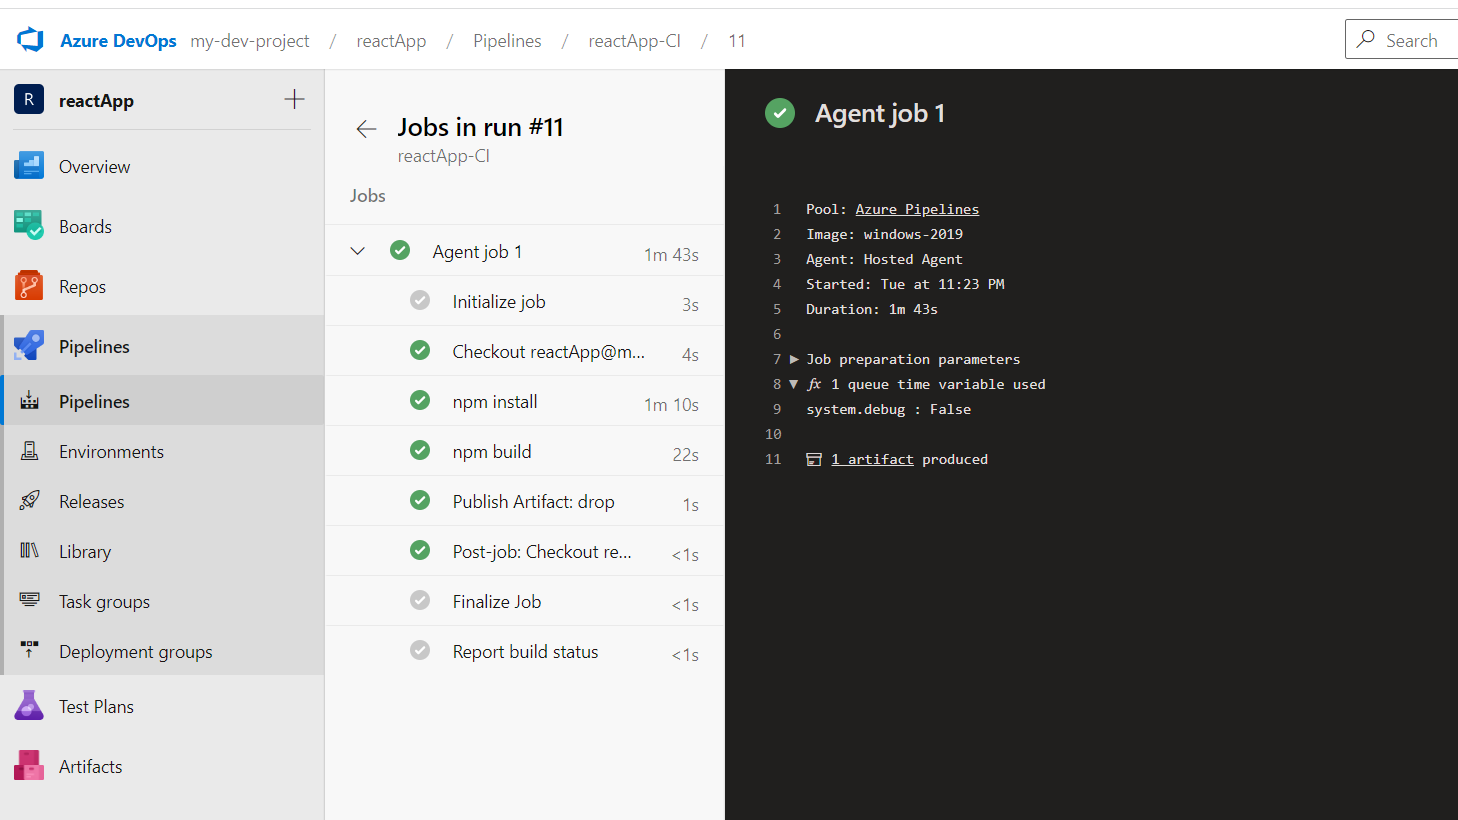 Azure DevOps my-dev-project / reactApp / Pipelines / reactApp-CI / 11
Search
R reactApp
Overview
Boards
Repos
Pipelines
Pipelines
Environments
Releases
Library
Task groups
Deployment groups
Test Plans
Artifacts
Jobs in run #11
reactApp-CI
Jobs
Agent job 1 1m 43s
Initialize job 3s
Checkout reactApp@m... 4s
npm install 1m 10s
npm build 22s
Publish Artifact: drop 1s
Post-job: Checkout re... <1s
Finalize Job <1s
Report build status <1s
Agent job 1
1 Pool: Azure Pipelines
2 Image: windows-2019
3 Agent: Hosted Agent
4 Started: Tue at 11:23 PM
5 Duration: 1m 43s
6
7 Job preparation parameters
8 fx 1 queue time variable used
9 system.debug : False
10
11 1 artifact produced